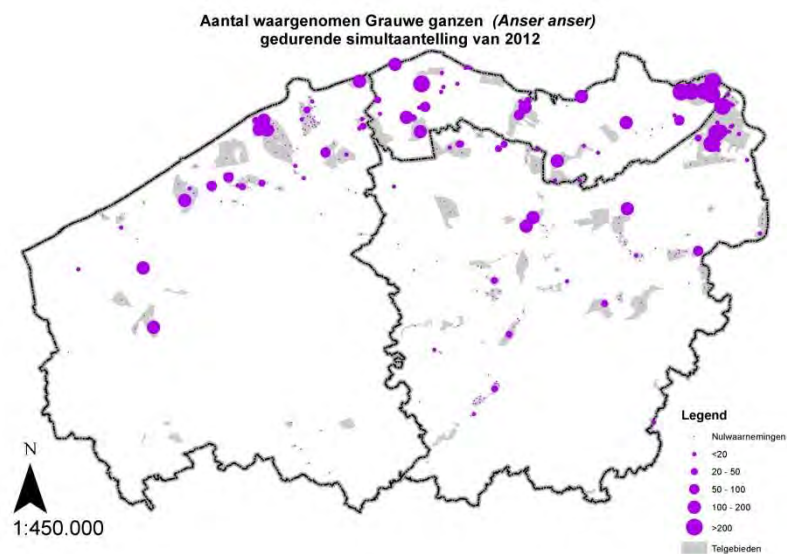 Aantal waargenomen Grauwe ganzen (Anser anser)
gedurende simultaantelling van 2012
Legend
Nulwaarnemingen
<20
20 - 50
50 - 100
100 - 200
>200
Telgebieden
N
1:450.000